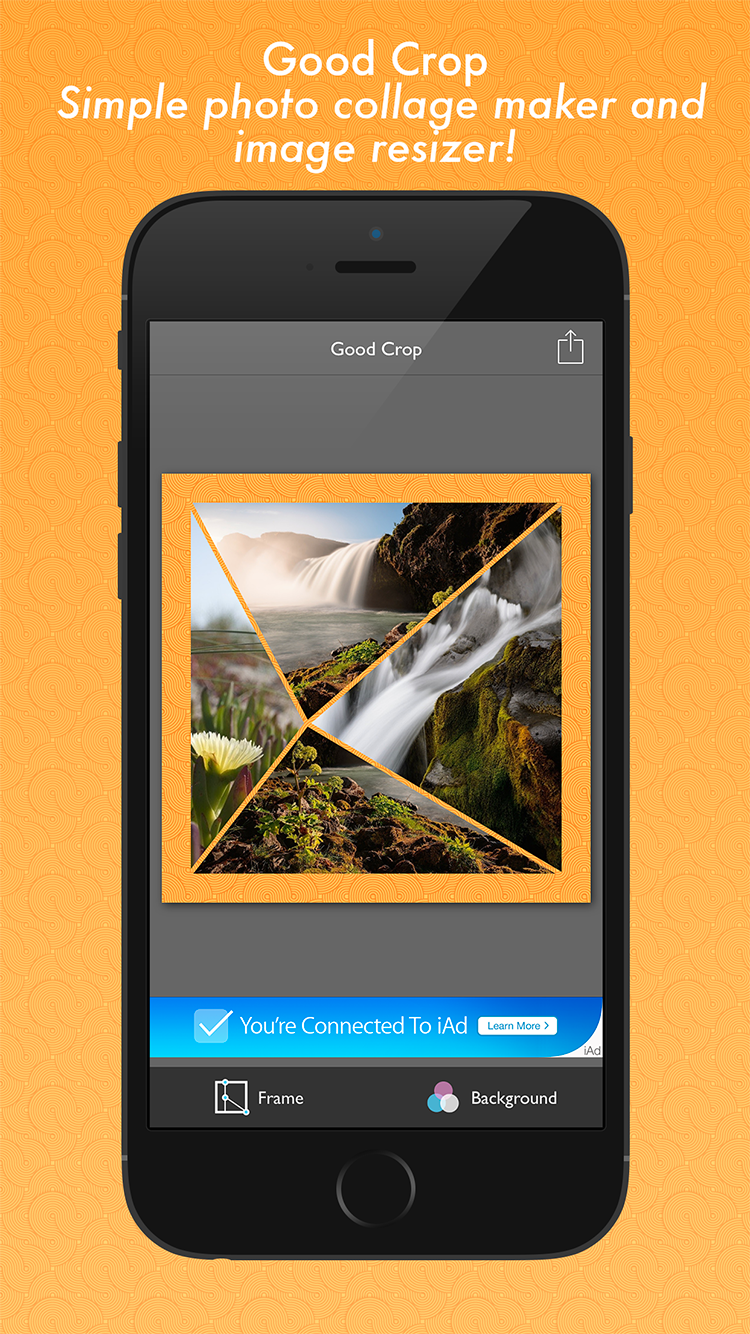 Good Crop
Simple photo collage maker and
image resizer!
Good Crop
You're Connected To iAd
Learn More >
iAd
Frame
Background